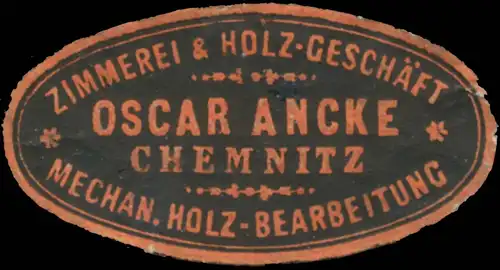 ZIMMEREI & HOLZ-GESCHÄFT
OSCAR ANCKE
CHEMNITZ
MECHAN. HOLZ-BEARBEITUNG